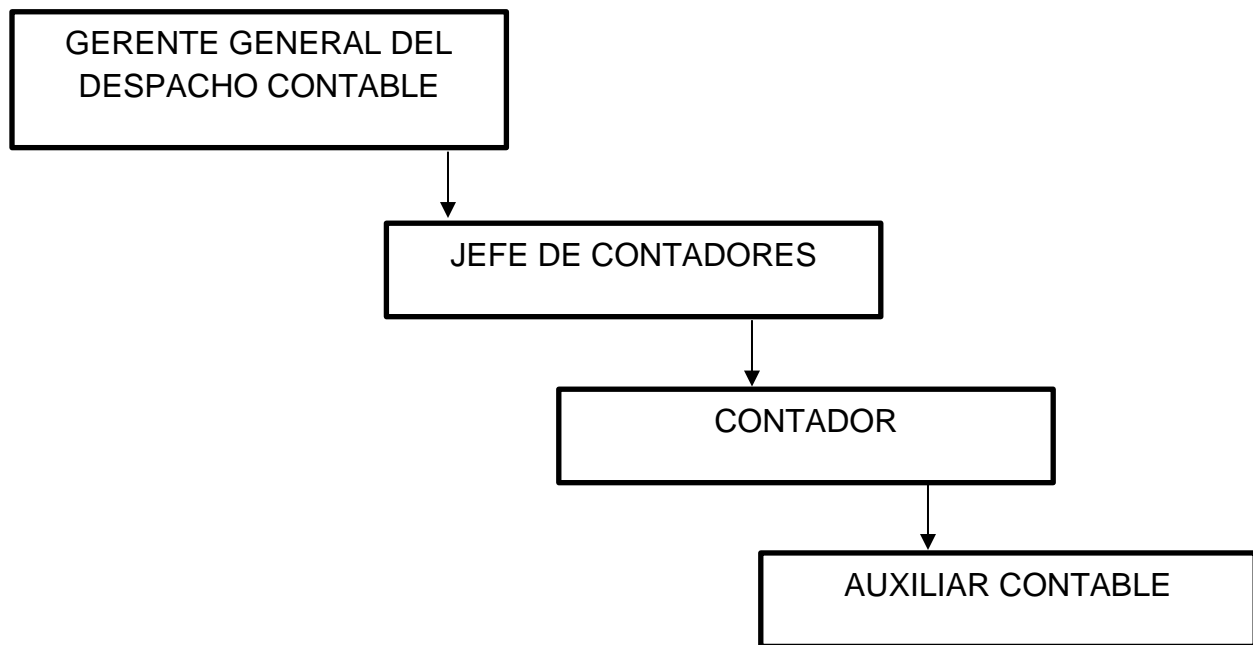 GERENTE GENERAL DEL
DESPACHO CONTABLE
JEFE DE CONTADORES
CONTADOR
AUXILIAR CONTABLE